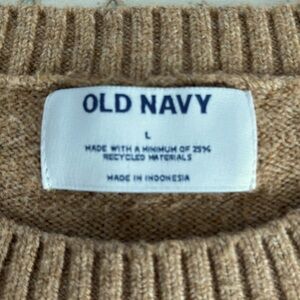 OLD NAVY
L
MADE WITH A MINIMUM OF 25%
RECYCLED MATERIALS
MADE IN INDONESIA